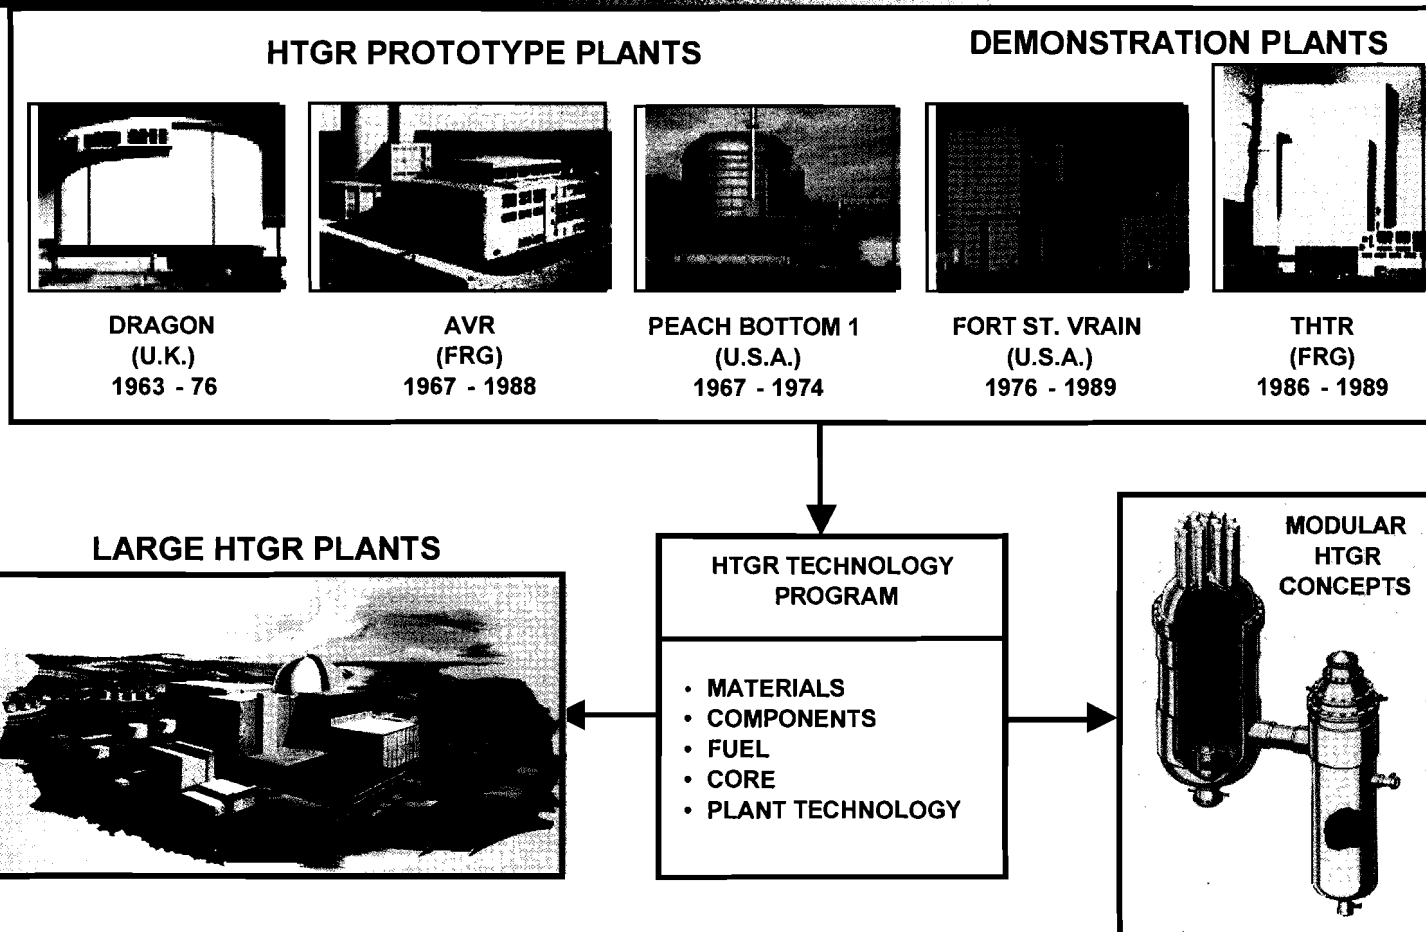 HTGR PROTOTYPE PLANTS
DEMONSTRATION PLANTS
DRAGON
(U.K.)
1963 - 76
AVR
(FRG)
1967 - 1988
PEACH BOTTOM 1
(U.S.A.)
1967 - 1974
FORT ST. VRAIN
(U.S.A.)
1976 - 1989
THTR
(FRG)
1986 - 1989
LARGE HTGR PLANTS
HTGR TECHNOLOGY
PROGRAM
• MATERIALS
• COMPONENTS
• FUEL
• CORE
• PLANT TECHNOLOGY
MODULAR
HTGR
CONCEPTS